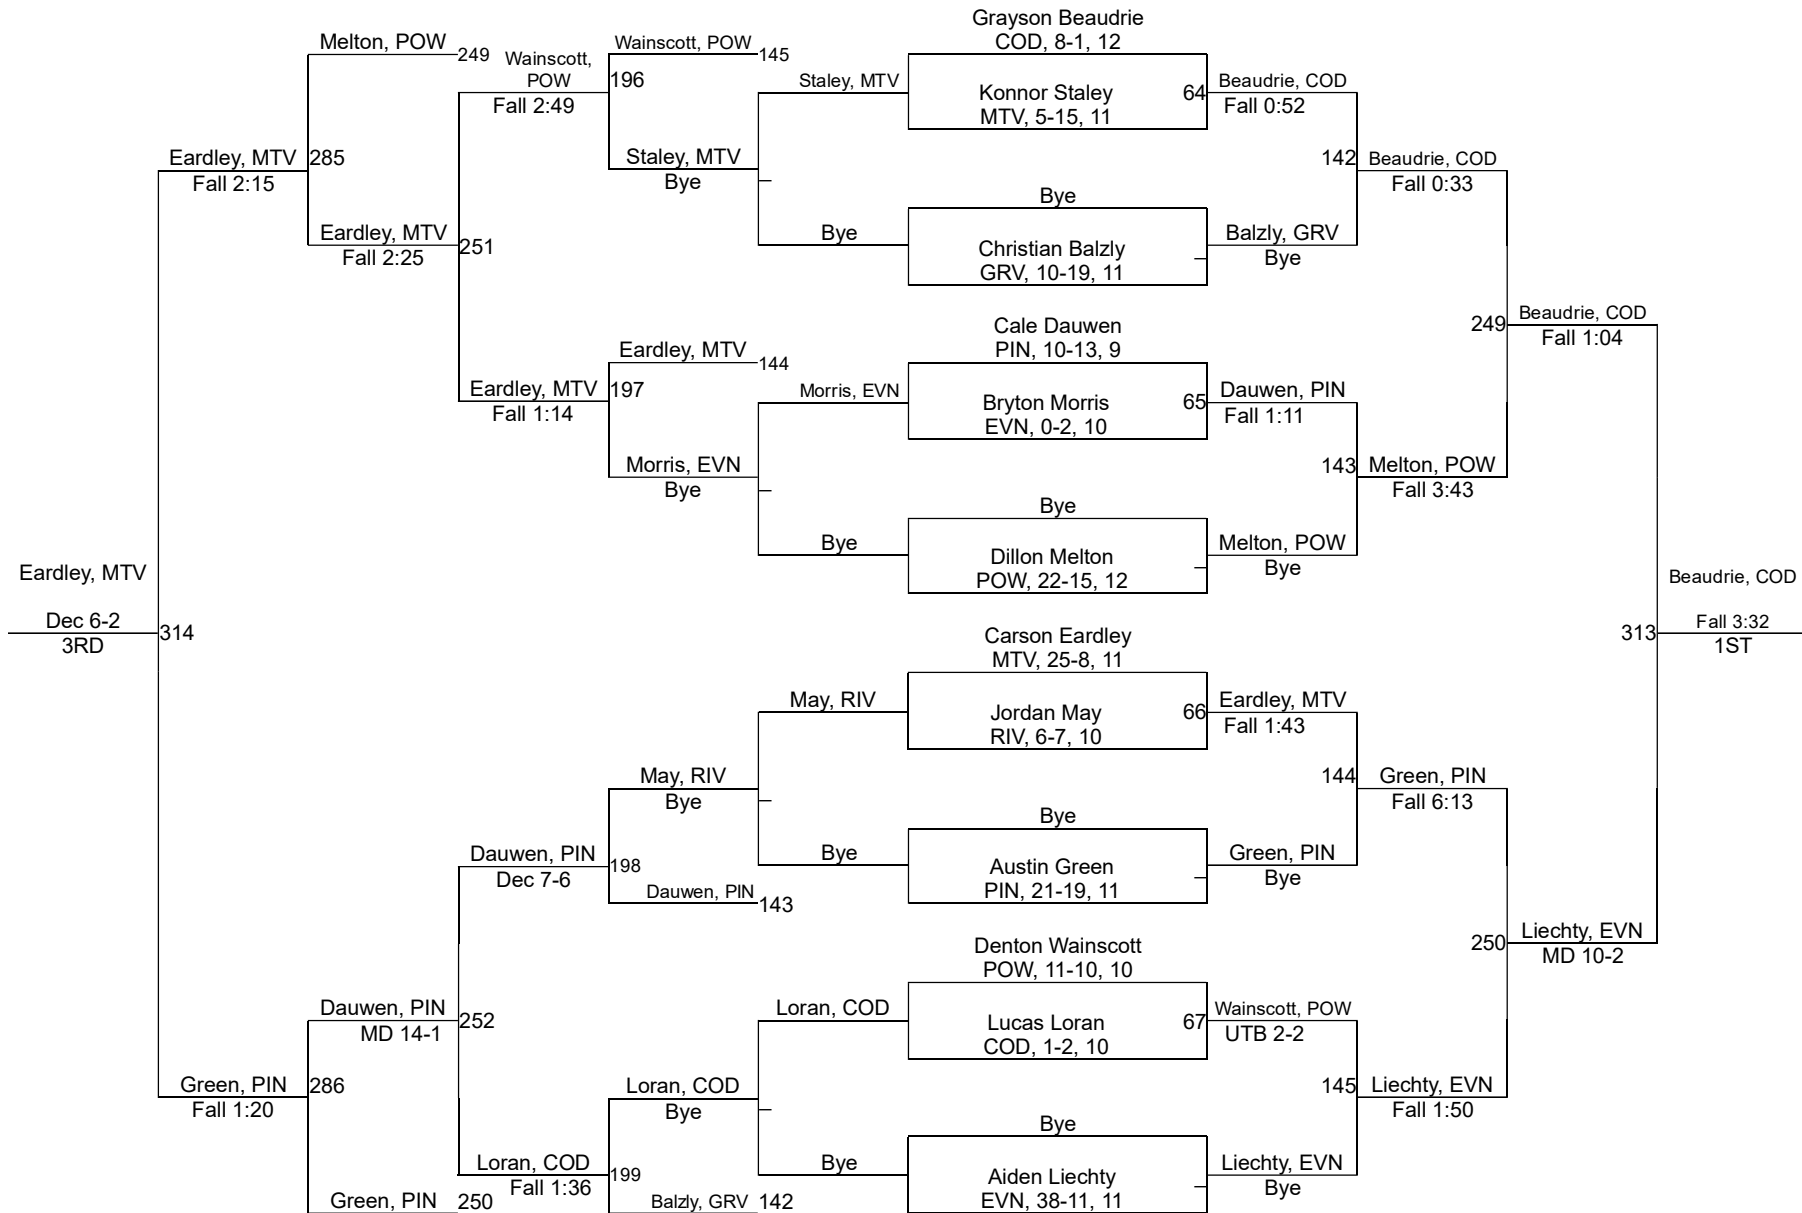 Grayson Beaudrie
COD, 8-1, 12
Melton, POW
249
Wainscott,
POW
Fall 2:49
Wainscott, POW
145
196
Staley, MTV
Konnor Staley
MTV, 5-15, 11
64
Beaudrie, COD
Fall 0:52
Eardley, MTV
Fall 2:15
285
Staley, MTV
Bye
142
Beaudrie, COD
Fall 0:33
Bye
Eardley, MTV
Fall 2:25
251
Bye
Christian Balzly
GRV, 10-19, 11
Balzly, GRV
Bye
Cale Dauwen
PIN, 10-13, 9
249
Beaudrie, COD
Fall 1:04
Eardley, MTV
144
Eardley, MTV
Fall 1:14
197
Morris, EVN
Bryton Morris
EVN, 0-2, 10
65
Dauwen, PIN
Fall 1:11
Morris, EVN
Bye
143
Melton, POW
Fall 3:43
Bye
Bye
Dillon Melton
POW, 22-15, 12
Melton, POW
Bye
Eardley, MTV
Dec 6-2
3RD
314
Beaudrie, COD
313
Fall 3:32
1ST
Carson Eardley
MTV, 25-8, 11
May, RIV
Jordan May
RIV, 6-7, 10
66
Eardley, MTV
Fall 1:43
May, RIV
Bye
144
Green, PIN
Fall 6:13
Bye
Dauwen, PIN
Dec 7-6
198
Bye
Austin Green
PIN, 21-19, 11
Green, PIN
Bye
Dauwen, PIN
143
Denton Wainscott
POW, 11-10, 10
250
Liechty, EVN
MD 10-2
Dauwen, PIN
MD 14-1
252
Loran, COD
Lucas Loran
COD, 1-2, 10
67
Wainscott, POW
UTB 2-2
Green, PIN
Fall 1:20
286
Loran, COD
Bye
145
Liechty, EVN
Fall 1:50
Bye
Loran, COD
Fall 1:36
199
Bye
Aiden Liechty
EVN, 38-11, 11
Liechty, EVN
Bye
Green, PIN
250
Balzly, GRV
142